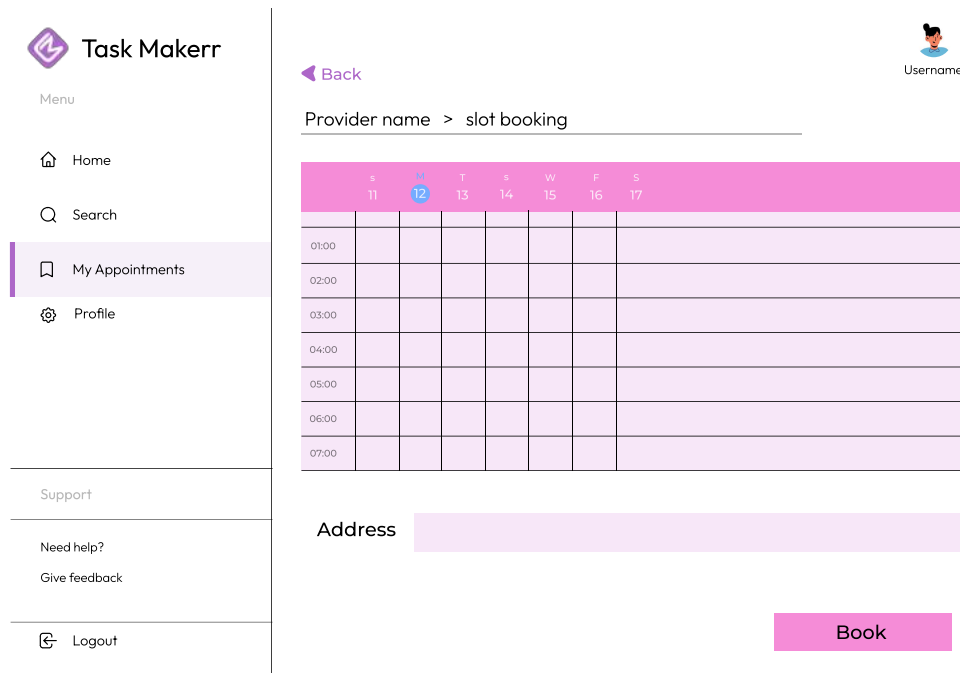 Task Makerr
Menu
Home
Search
My Appointments
Profile
Support
Need help?
Give feedback
Logout
Username
Back
Provider name > slot booking
s M T s W F S
11 12 13 14 15 16 17
01:00
02:00
03:00
04:00
05:00
06:00
07:00
Address
Book